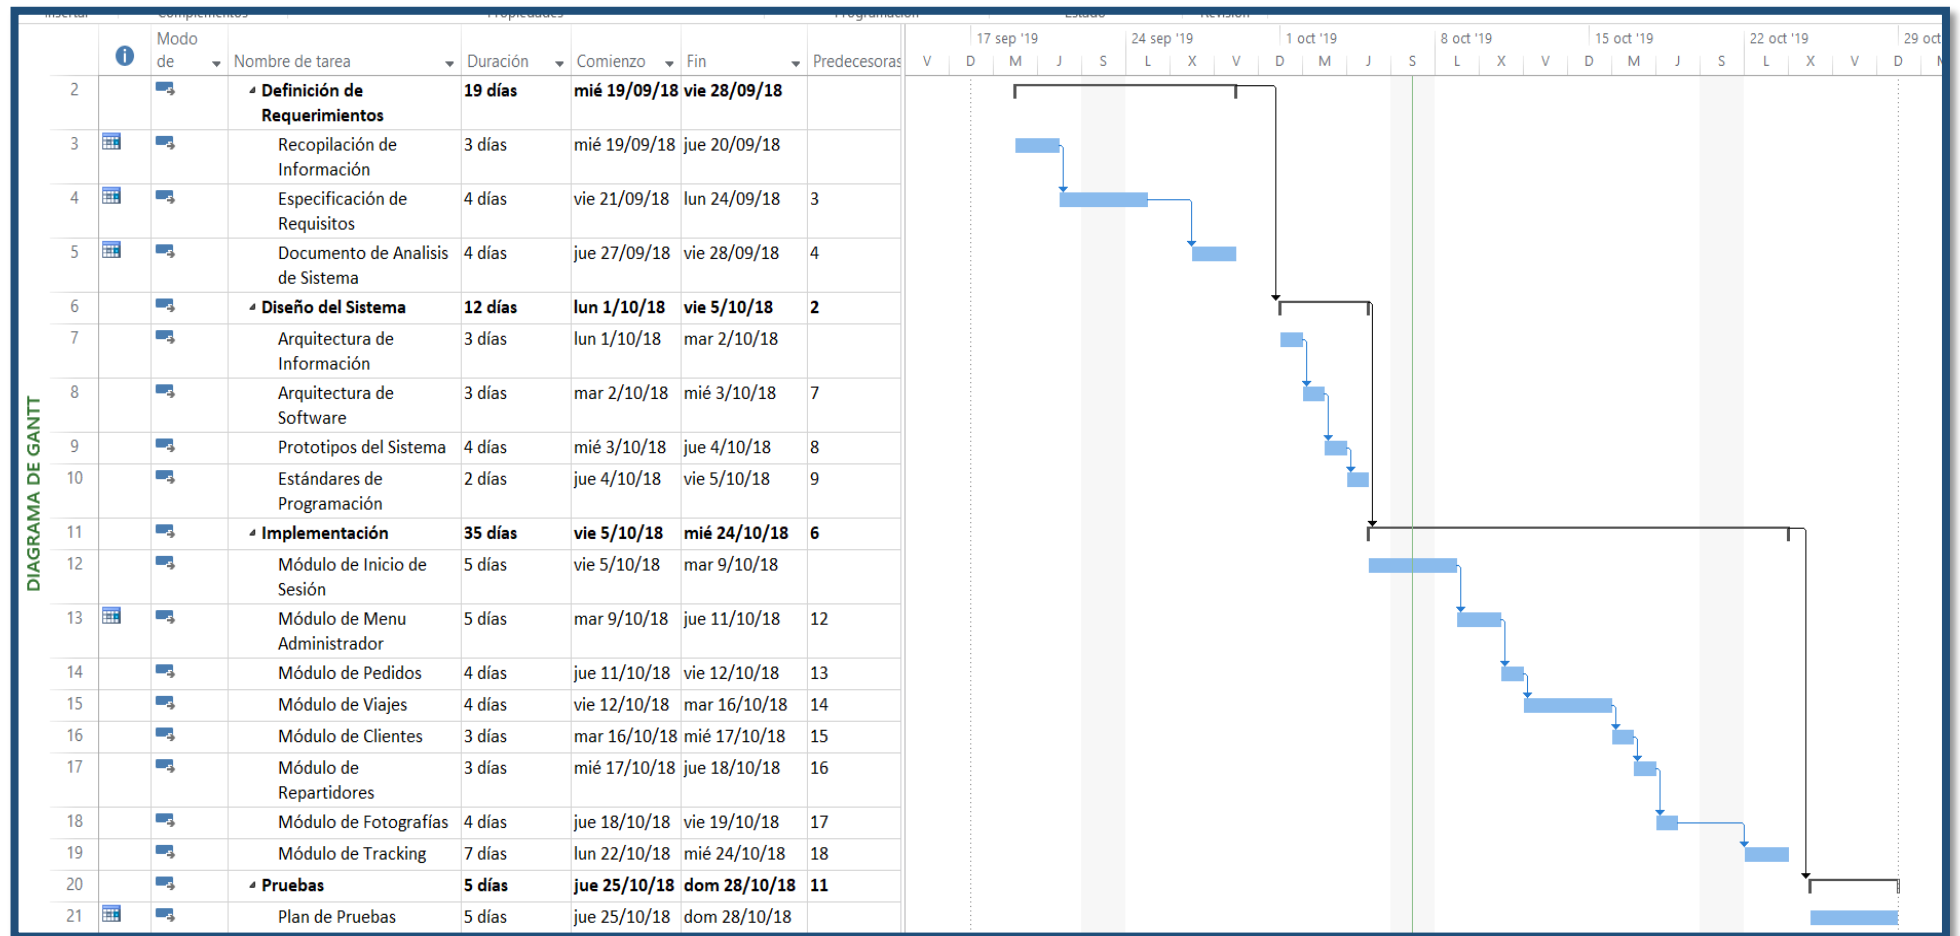 Insertar Complementos Propiedades Programación Estado Revisión
17 sep '19 24 sep '19 1 oct '19 8 oct '19 15 oct '19 22 oct '19 29 oct
Modo
de Nombre de tarea Duración Comienzo Fin Predecesoras V D M J S L X V D M J S L X V D M J S L X V D
2 Definición de 19 días mié 19/09/18 vie 28/09/18
Requerimientos
3 Recopilación de 3 días mié 19/09/18 jue 20/09/18
Información
4 Especificación de 4 días vie 21/09/18 lun 24/09/18 3
Requisitos
5 Documento de Analisis 4 días jue 27/09/18 vie 28/09/18 4
de Sistema
6 Diseño del Sistema 12 días lun 1/10/18 vie 5/10/18 2
7 Arquitectura de 3 días lun 1/10/18 mar 2/10/18
Información
8 Arquitectura de 3 días mar 2/10/18 mié 3/10/18 7
Software
9 Prototipos del Sistema 4 días mié 3/10/18 jue 4/10/18 8
10 Estándares de 2 días jue 4/10/18 vie 5/10/18 9
Programación
11 Implementación 35 días vie 5/10/18 mié 24/10/18 6
12 Módulo de Inicio de 5 días vie 5/10/18 mar 9/10/18
Sesión
13 Módulo de Menu 5 días mar 9/10/18 jue 11/10/18 12
Administrador
14 Módulo de Pedidos 4 días jue 11/10/18 vie 12/10/18 13
15 Módulo de Viajes 4 días vie 12/10/18 mar 16/10/18 14
16 Módulo de Clientes 3 días mar 16/10/18 mié 17/10/18 15
17 Módulo de 3 días mié 17/10/18 jue 18/10/18 16
Repartidores
18 Módulo de Fotografías 4 días jue 18/10/18 vie 19/10/18 17
19 Módulo de Tracking 7 días lun 22/10/18 mié 24/10/18 18
20 Pruebas 5 días jue 25/10/18 dom 28/10/18 11
21 Plan de Pruebas 5 días jue 25/10/18 dom 28/10/18
DIAGRAMA DE GANTT